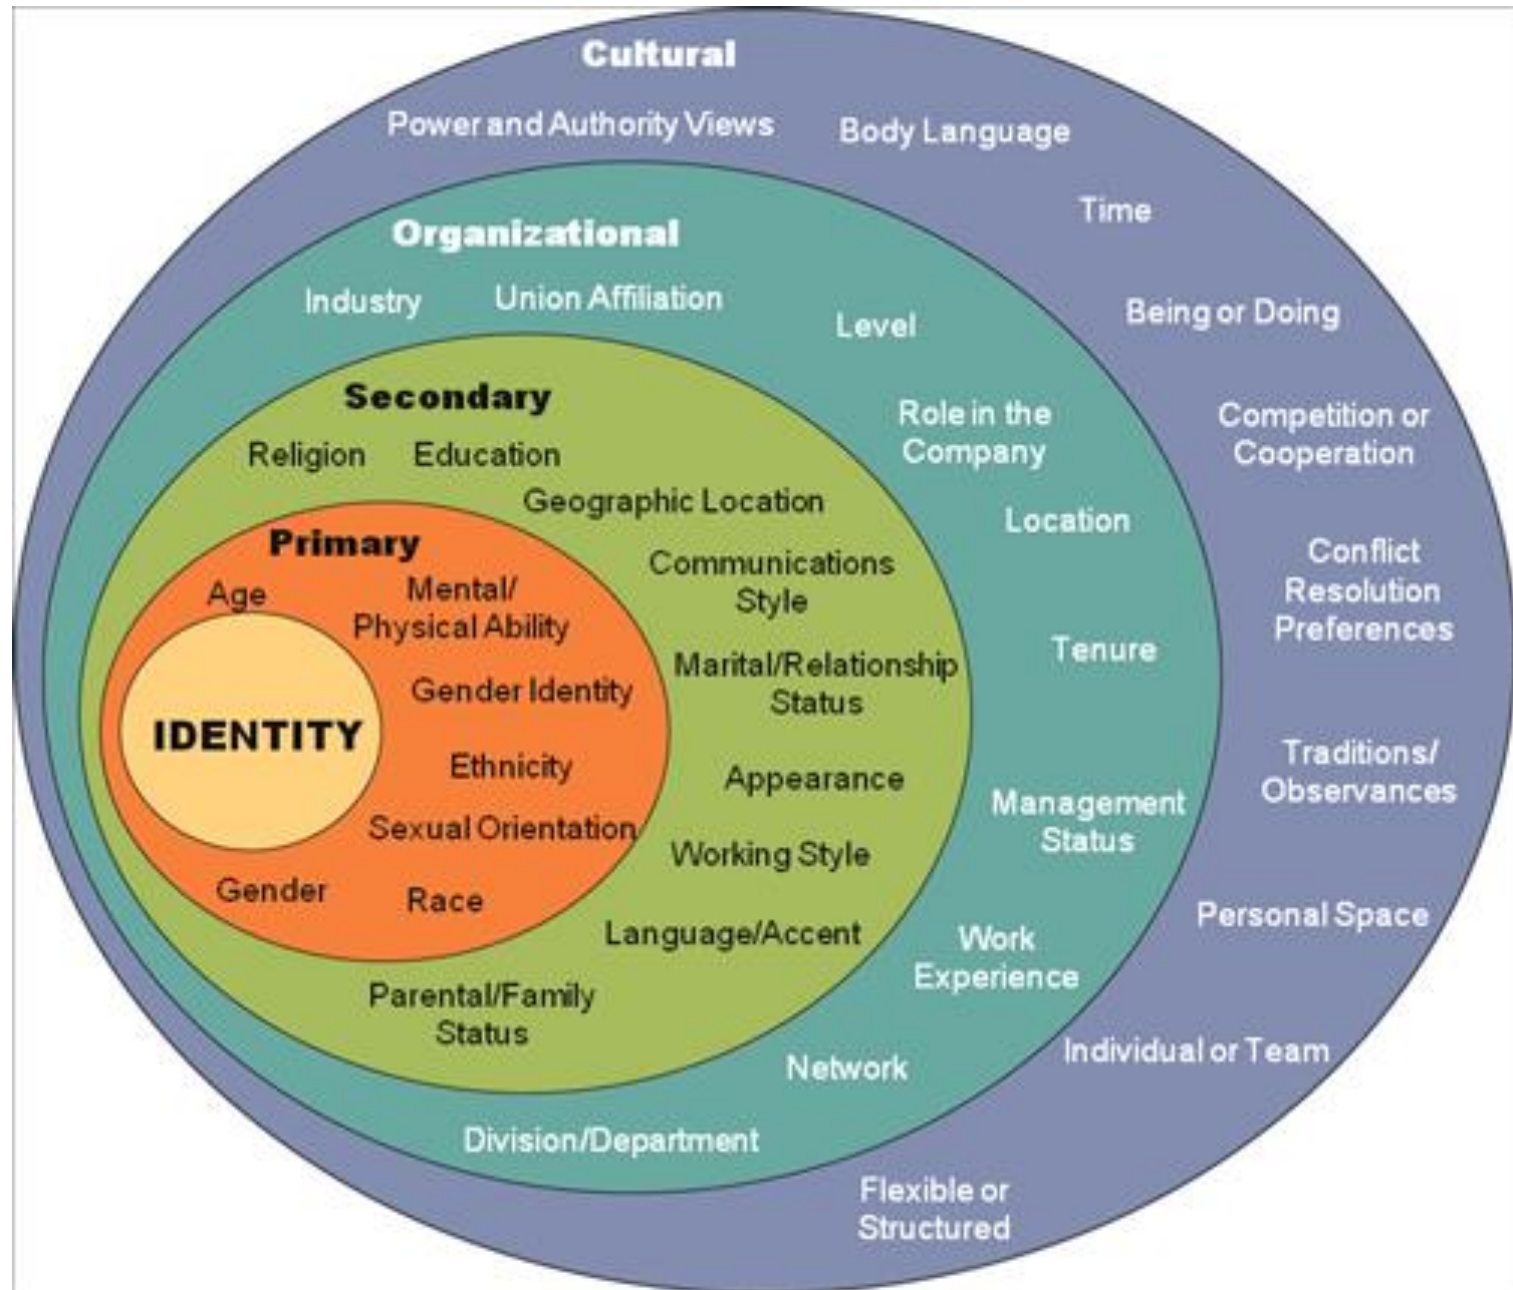 Cultural
Power and Authority Views
Body Language
Time
Being or Doing
Competition or
Cooperation
Conflict
Resolution
Preferences
Traditions/
Observances
Personal Space
Individual or Team
Flexible or
Structured
Organizational
Industry
Union Affiliation
Level
Role in the
Company
Location
Tenure
Management
Status
Work
Experience
Network
Division/Department
Secondary
Religion
Education
Geographic Location
Communications
Style
Marital/Relationship
Status
Appearance
Working Style
Language/Accent
Parental/Family
Status
Primary
Age
Mental/
Physical Ability
Gender Identity
Ethnicity
Sexual Orientation
Race
Gender
IDENTITY